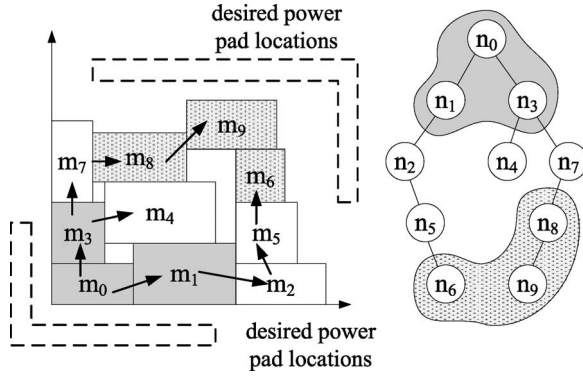 desired power
pad locations
m9
m7
m8
m6
m4
m3
m5
m0
m1
m2
desired power
pad locations
n0
n1
n3
n2
n4
n7
n5
n8
n6
n9